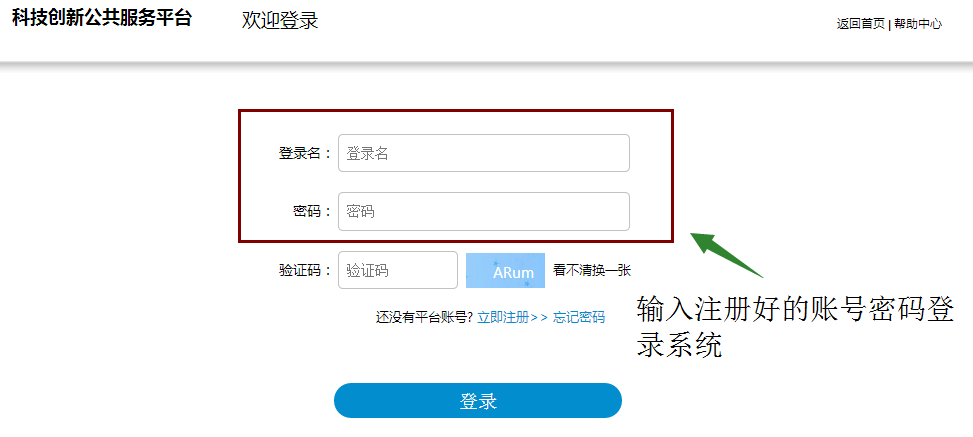 科技创新公共服务平台 欢迎登录 返回首页 | 帮助中心
登录名： 登录名
密码： 密码
验证码： 验证码 ARum 看不清换一张
还没有平台账号? 立即注册>> 忘记密码
输入注册好的账号密码登
录系统
登录